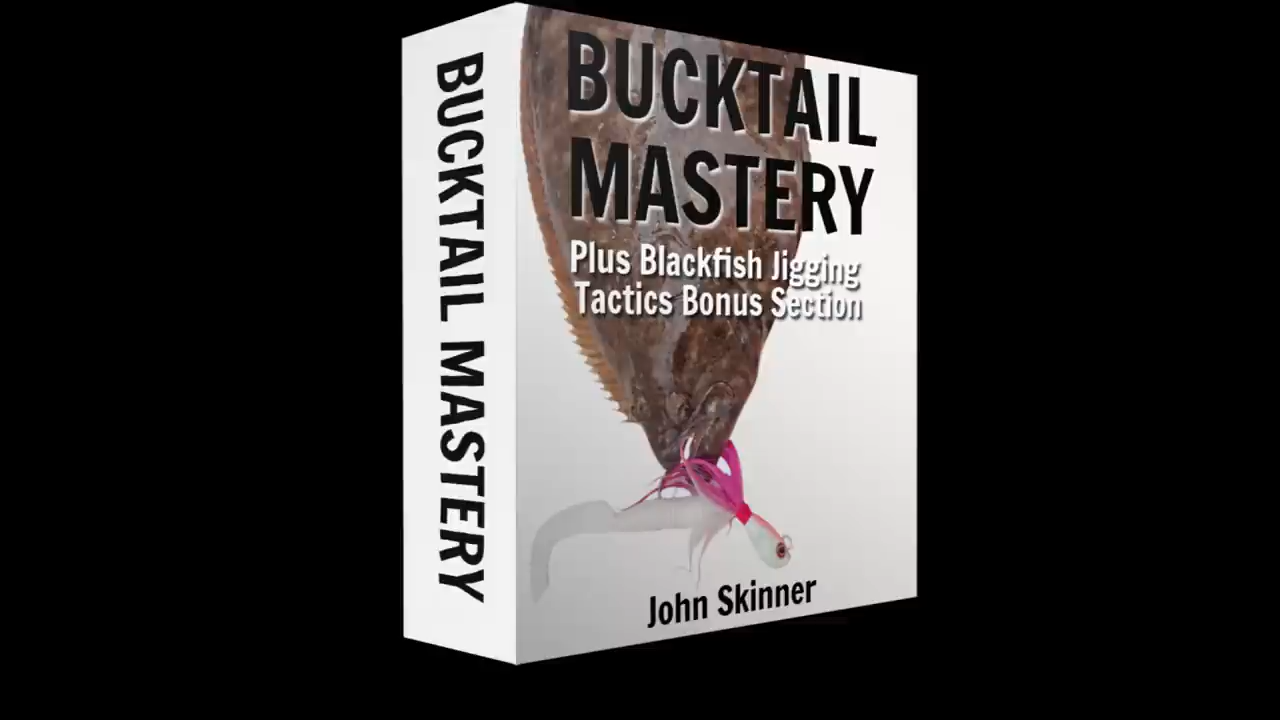 BUCKTAIL MASTERY
BUCKTAIL
MASTERY
Plus Blackfish Jigging
Tactics Bonus Section
John Skinner